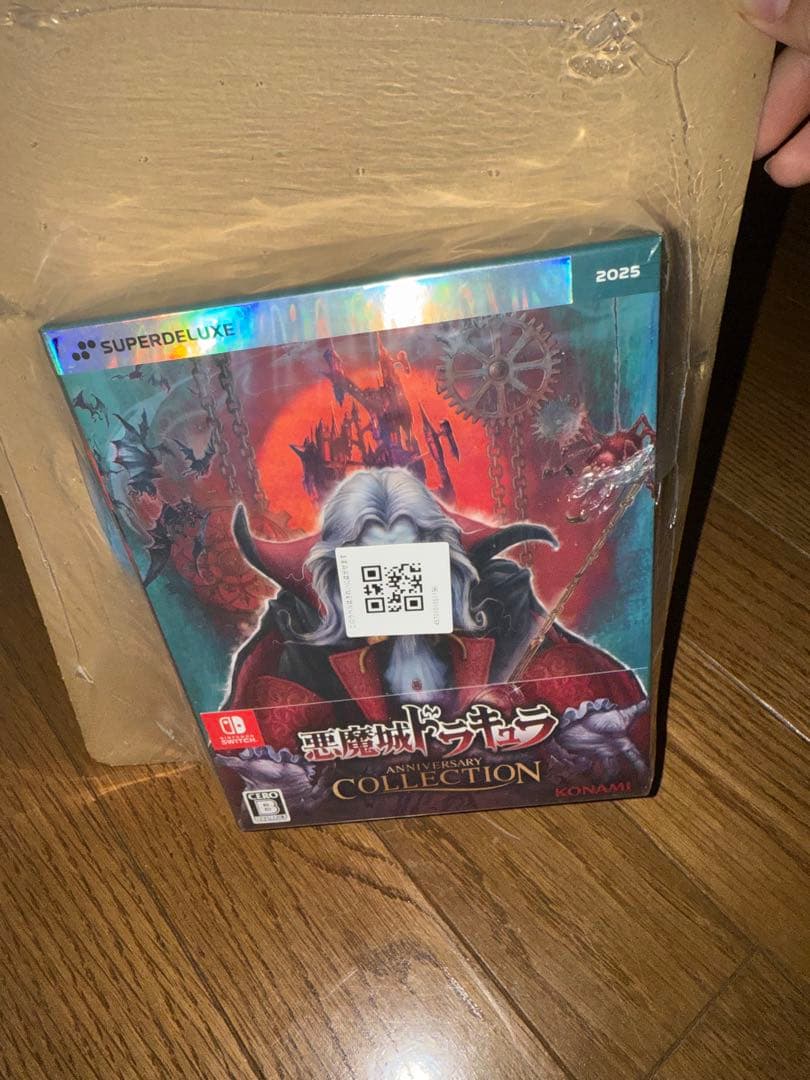 SUPERDELUXE
2025
NINTENDO
SWITCH
悪魔城ドラキュラ
ANNIVERSARY
COLLECTION
CERO
B
KONAMI